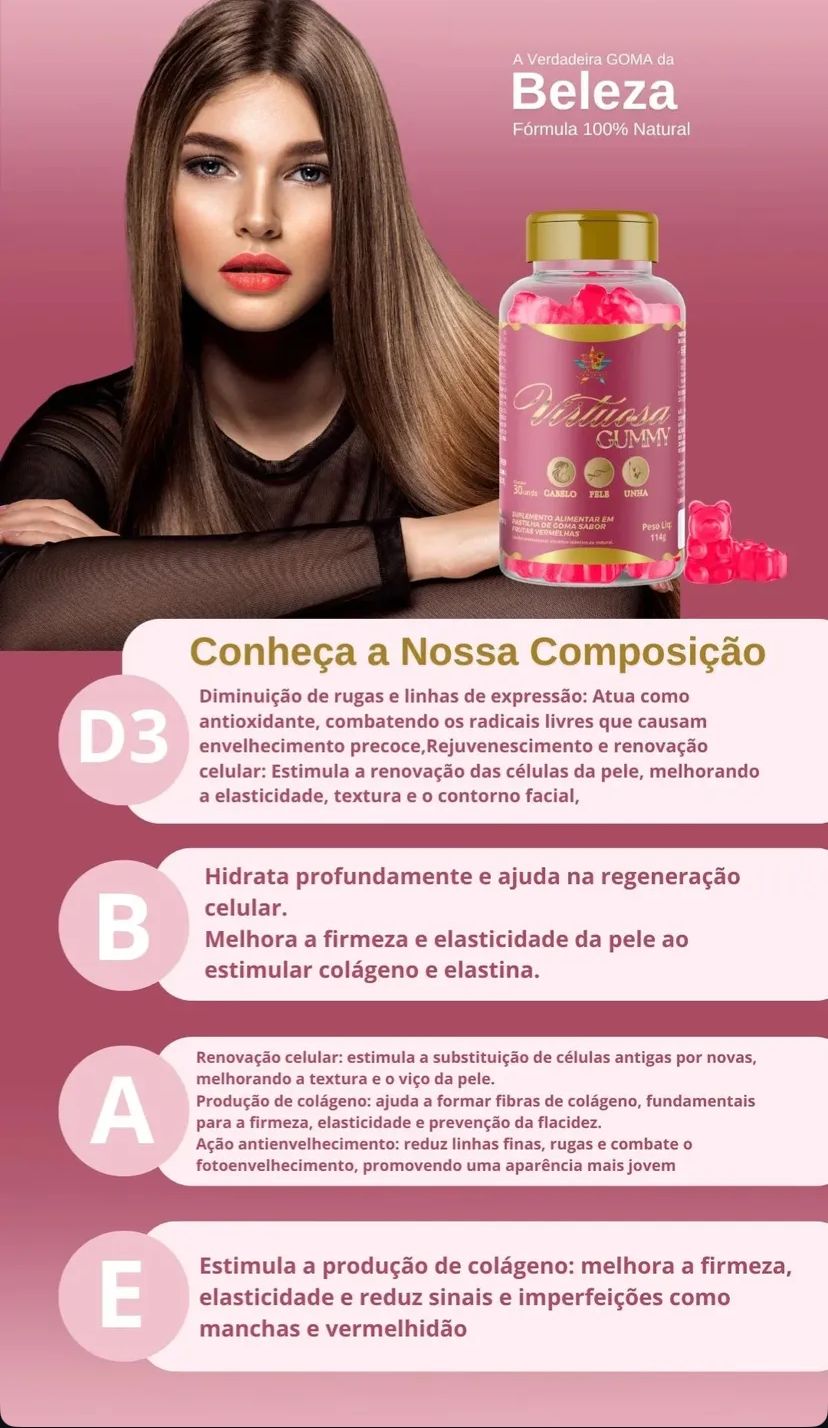 A Verdadeira GOMA da
Beleza
Fórmula 100% Natural
Virtuosa
GUMMY
30 unds
CABELO PELE UNHA
SUPLEMENTO ALIMENTAR EM
PASTILHA DE GOMA SABOR
FRUTAS VERMELHAS
Peso Liq:
114g
Conheça a Nossa Composição
D3
Diminuição de rugas e linhas de expressão: Atua como
antioxidante, combatendo os radicais livres que causam
envelhecimento precoce,Rejuvenescimento e renovação
celular: Estimula a renovação das células da pele, melhorando
a elasticidade, textura e o contorno facial,
B
Hidrata profundamente e ajuda na regeneração
celular.
Melhora a firmeza e elasticidade da pele ao
estimular colágeno e elastina.
A
Renovação celular: estimula a substituição de células antigas por novas,
melhorando a textura e o viço da pele.
Produção de colágeno: ajuda a formar fibras de colágeno, fundamentais
para a firmeza, elasticidade e prevenção da flacidez.
Ação antienvelhecimento: reduz linhas finas, rugas e combate o
fotoenvelhecimento, promovendo uma aparência mais jovem
E
Estimula a produção de colágeno: melhora a firmeza,
elasticidade e reduz sinais e imperfeições como
manchas e vermelhidão